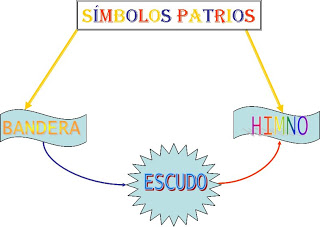 SÍMBOLOS PATRIOS
BANDERA
HIMNO
ESCUDO